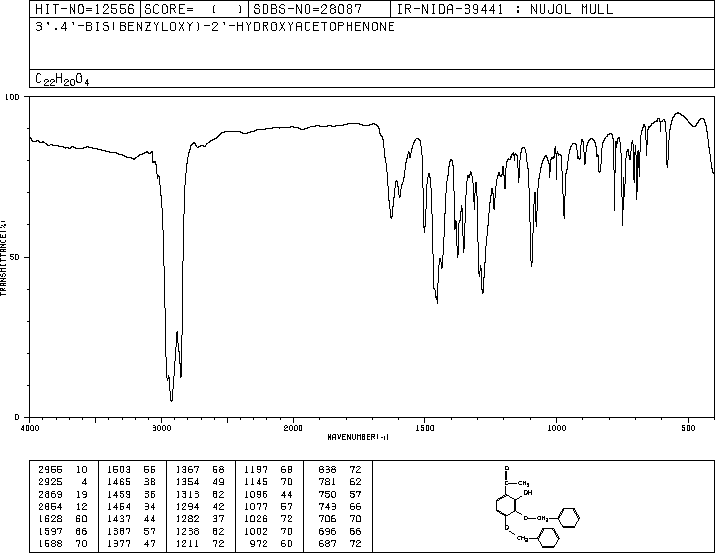 HIT-NO=12556 SCORE= ( ) SDBS-NO=28087 IR-NIDA-39441 : NUJOL MULL
3',4'-BIS(BENZYLOXY)-2'-HYDROXYACETOPHENONE
C22H20O4
100
50
0
TRANSMITTANCE(%)
4000 3000 2000 1500 1000 500
WAVENUMBER(-1)
2955 10 1503 56 1367 68 1197 68 838 72
2925 4 1465 38 1354 49 1145 70 781 62
2869 19 1459 36 1313 62 1096 44 750 57
2854 12 1454 34 1294 42 1077 57 743 66
1628 60 1437 44 1282 37 1026 72 706 70
1597 66 1387 57 1238 62 1002 70 696 56
1588 70 1377 47 1211 72 972 60 687 72
O
C CH3
OH
O CH2
O
CH2